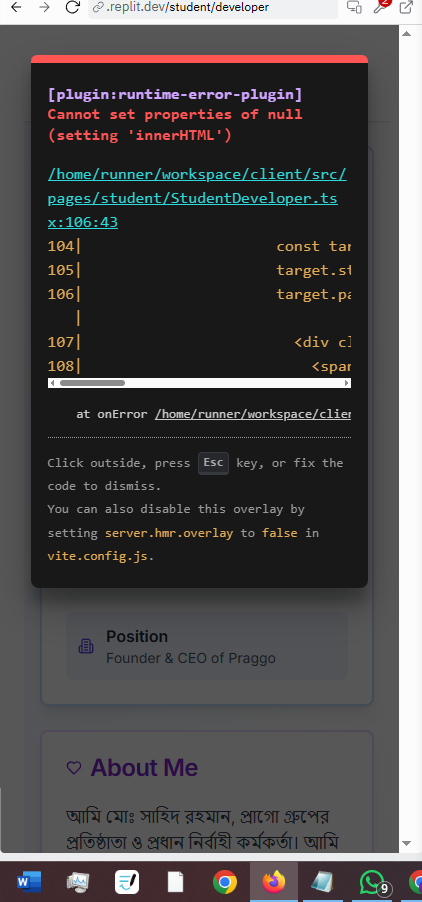 .replit.dev/student/developer
2
[plugin:runtime-error-plugin]
Cannot set properties of null
(setting 'innerHTML')
/home/runner/workspace/client/src/
pages/student/StudentDeveloper.ts
x:106:43
104| const tar
105| target.st
106| target.pa
|
107| <div cl
108| <span
at onError /home/runner/workspace/clien
Click outside, press Esc key, or fix the
code to dismiss.
You can also disable this overlay by
setting server.hmr.overlay to false in
vite.config.js.
Position
Founder & CEO of Praggo
About Me
আমি মোঃ সাহিদ রহমান, প্রাগো গ্রুপের
প্রতিষ্ঠাতা ও প্রধান নির্বাহী কর্মকর্তা। আমি
W
9